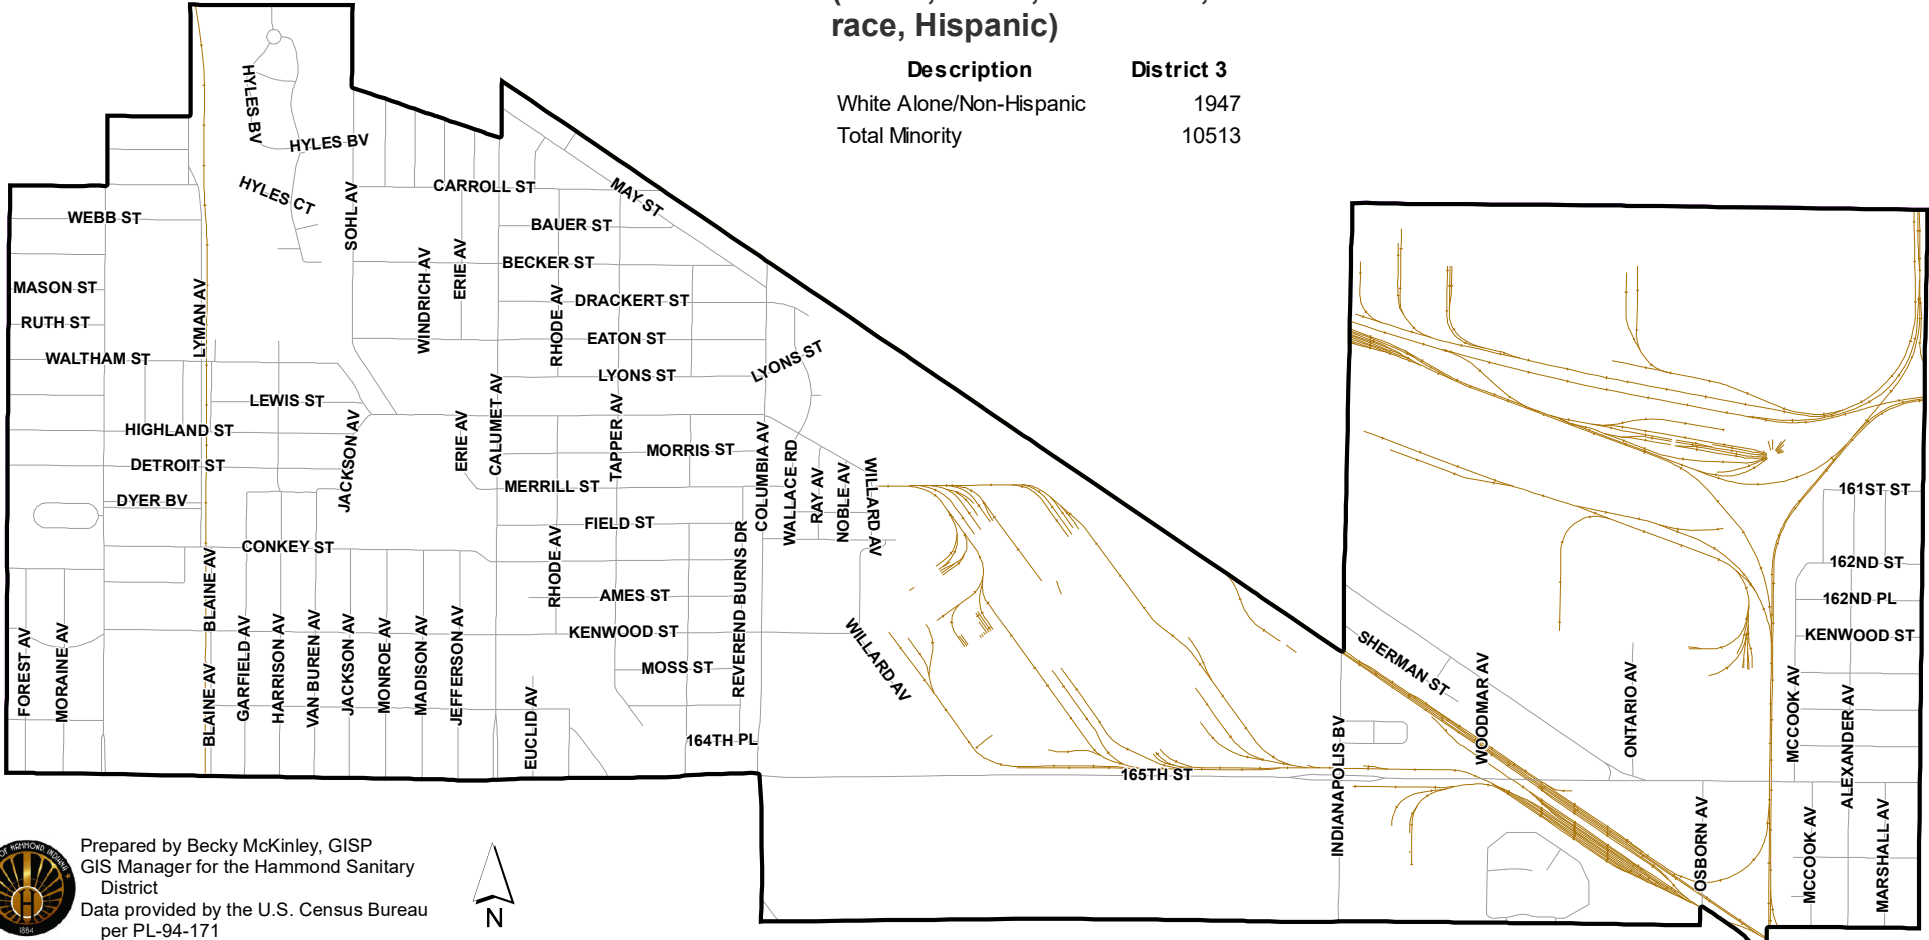 race, Hispanic)
Description District 3
White Alone/Non-Hispanic 1947
Total Minority 10513
HYLES BV
HYLES BV
HYLES CT
SOHL AV
CARROLL ST
MAY ST
WEBB ST
BAUER ST
BECKER ST
WINDRICH AV
ERIE AV
MASON ST
LYMAN AV
RHODE AV
DRACKERT ST
RUTH ST
EATON ST
WALTHAM ST
LYONS ST
LYONS ST
LEWIS ST
CALUMET AV
TAPPER AV
HIGHLAND ST
JACKSON AV
ERIE AV
MORRIS ST
COLUMBIA AV
WALLACE RD
RAY AV
NOBLE AV
WILLARD AV
DETROIT ST
MERRILL ST
DYER BV
FIELD ST
161ST ST
CONKEY ST
RHODE AV
REVEREND BURNS DR
162ND ST
BLAINE AV
AMES ST
162ND PL
KENWOOD ST
KENWOOD ST
FOREST AV
MORAINE AV
BLAINE AV
GARFIELD AV
HARRISON AV
VAN BUREN AV
JACKSON AV
MONROE AV
MADISON AV
JEFFERSON AV
MOSS ST
WILLARD AV
SHERMAN ST
WOODMAR AV
ONTARIO AV
MCCOOK AV
ALEXANDER AV
EUCLID AV
164TH PL
165TH ST
INDIANAPOLIS BV
OSBORN AV
MCCOOK AV
MARSHALL AV
Prepared by Becky McKinley, GISP
GIS Manager for the Hammond Sanitary
District
Data provided by the U.S. Census Bureau
per PL-94-171
N
OF HAMMOND, INDIANA
H
1884